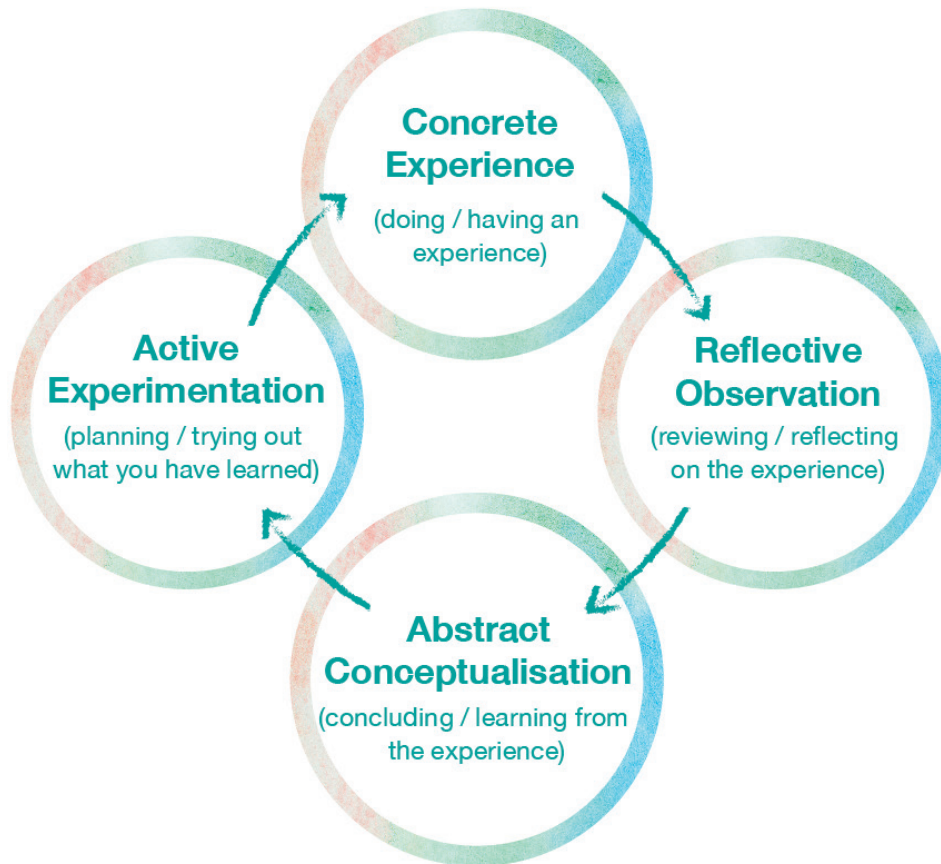 Concrete
Experience
(doing / having an
experience)
Reflective
Observation
(reviewing / reflecting
on the experience)
Abstract
Conceptualisation
(concluding / learning from
the experience)
Active
Experimentation
(planning / trying out
what you have learned)